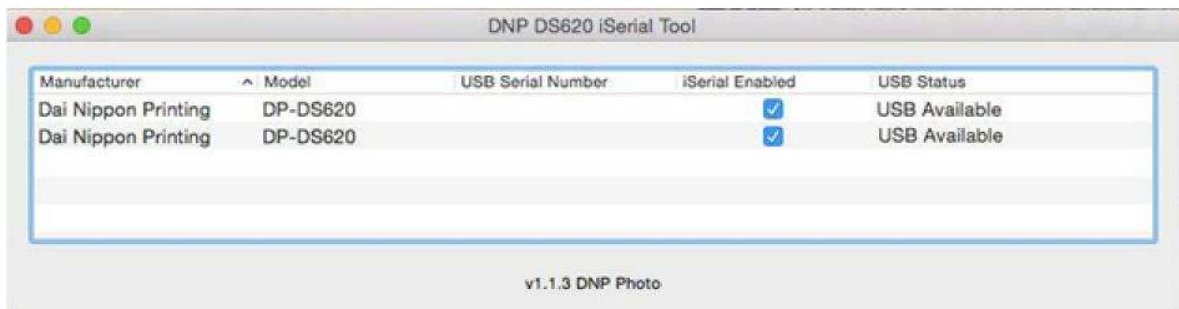 DNP DS620 iSerial Tool
Manufacturer Model USB Serial Number iSerial Enabled USB Status
Dai Nippon Printing DP-DS620 USB Available
Dai Nippon Printing DP-DS620 USB Available
v1.1.3 DNP Photo